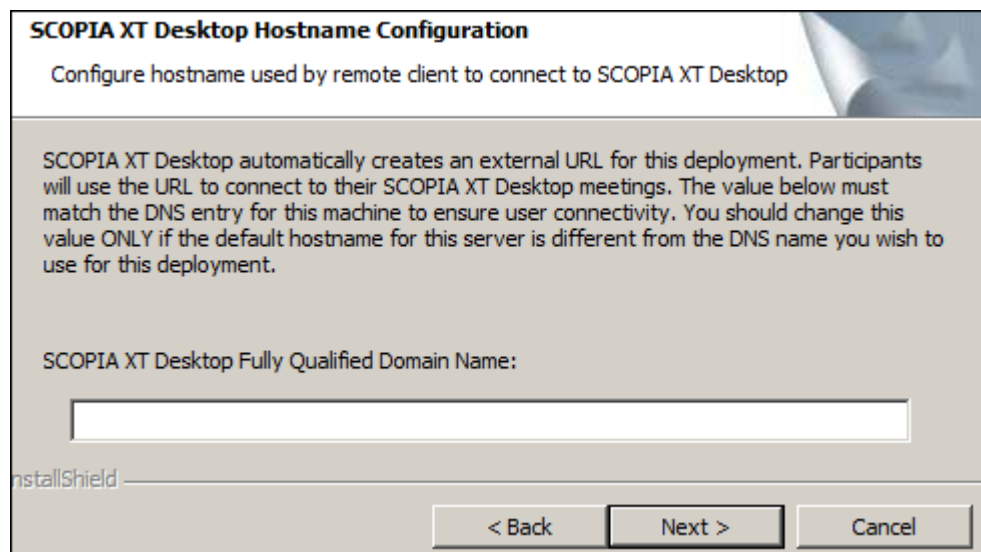 SCOPIA XT Desktop Hostname Configuration
Configure hostname used by remote client to connect to SCOPIA XT Desktop
SCOPIA XT Desktop automatically creates an external URL for this deployment. Participants
will use the URL to connect to their SCOPIA XT Desktop meetings. The value below must
match the DNS entry for this machine to ensure user connectivity. You should change this
value ONLY if the default hostname for this server is different from the DNS name you wish to
use for this deployment.
SCOPIA XT Desktop Fully Qualified Domain Name:
nstallShield
< Back
Next >
Cancel